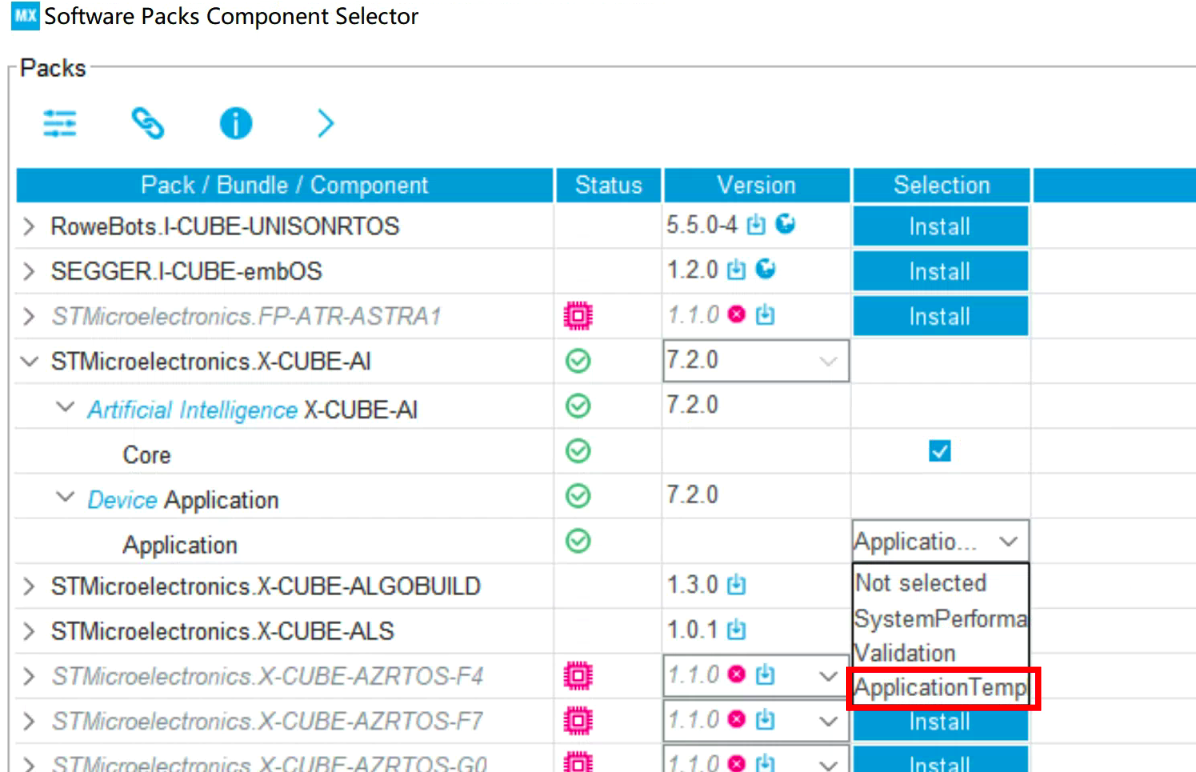 MX Software Packs Component Selector
Packs
Pack / Bundle / Component Status Version Selection
RoweBots.I-CUBE-UNISONRTOS 5.5.0-4 Install
SEGGER.I-CUBE-embOS 1.2.0 Install
STMicroelectronics.FP-ATR-ASTRA1 1.1.0 Install
STMicroelectronics.X-CUBE-AI 7.2.0
Artificial Intelligence X-CUBE-AI 7.2.0
Core
Device Application 7.2.0
Application Applicatio...
Not selected
SystemPerforma
Validation
ApplicationTemp
STMicroelectronics.X-CUBE-ALGOBUILD 1.3.0
STMicroelectronics.X-CUBE-ALS 1.0.1
STMicroelectronics.X-CUBE-AZRTOS-F4 1.1.0
STMicroelectronics.X-CUBE-AZRTOS-F7 1.1.0 Install
STMicroelectronics.X-CUBE-AZRTOS-G0 1.1.0 Install